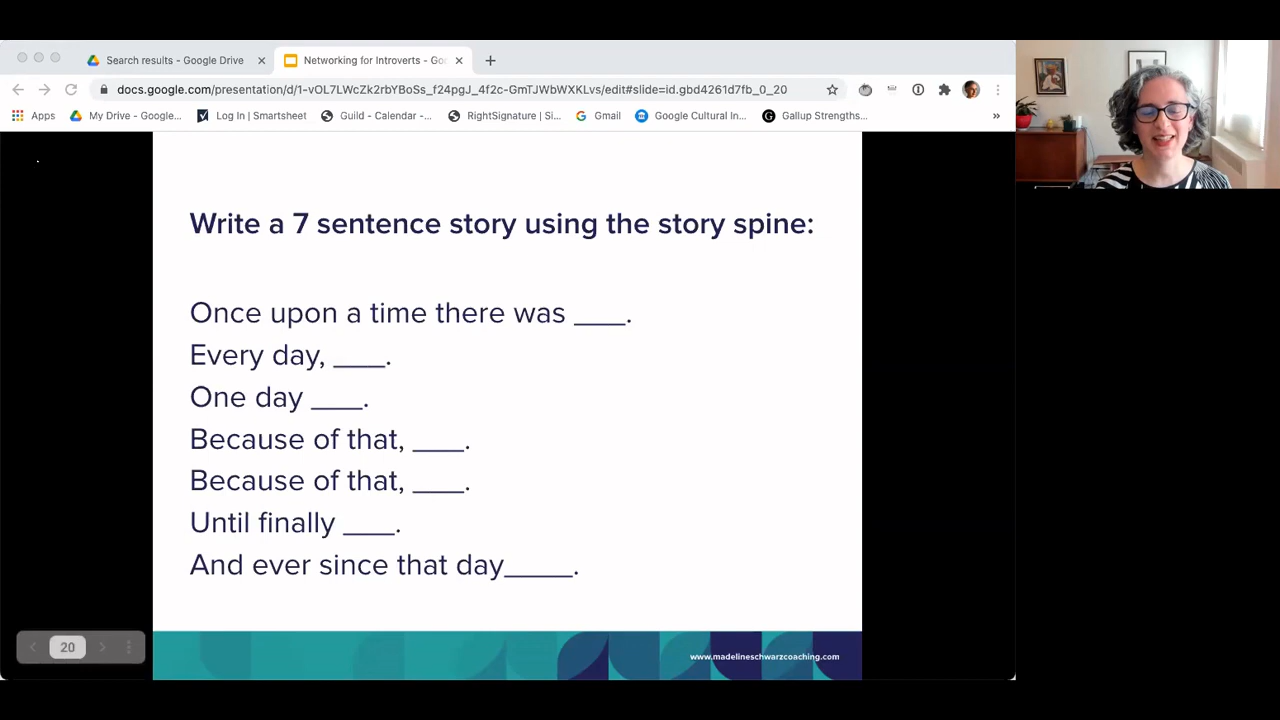 Search results - Google Drive
Networking for Introverts - Go
docs.google.com/presentation/d/1-vOL7LWcZk2rbYBoSs_f24pgJ_4f2c-GmTJWbWXKLvs/edit#slide=id.gbd4261d7fb_0_20
Apps My Drive - Google... Log In | Smartsheet Guild - Calendar -... RightSignature | Si... Gmail Google Cultural In... Gallup Strengths... »
Write a 7 sentence story using the story spine:
Once upon a time there was ____.
Every day, ____.
One day ____.
Because of that, ____.
Because of that, ____.
Until finally ____.
And ever since that day_____.
20
www.madelineschwarzcoaching.com